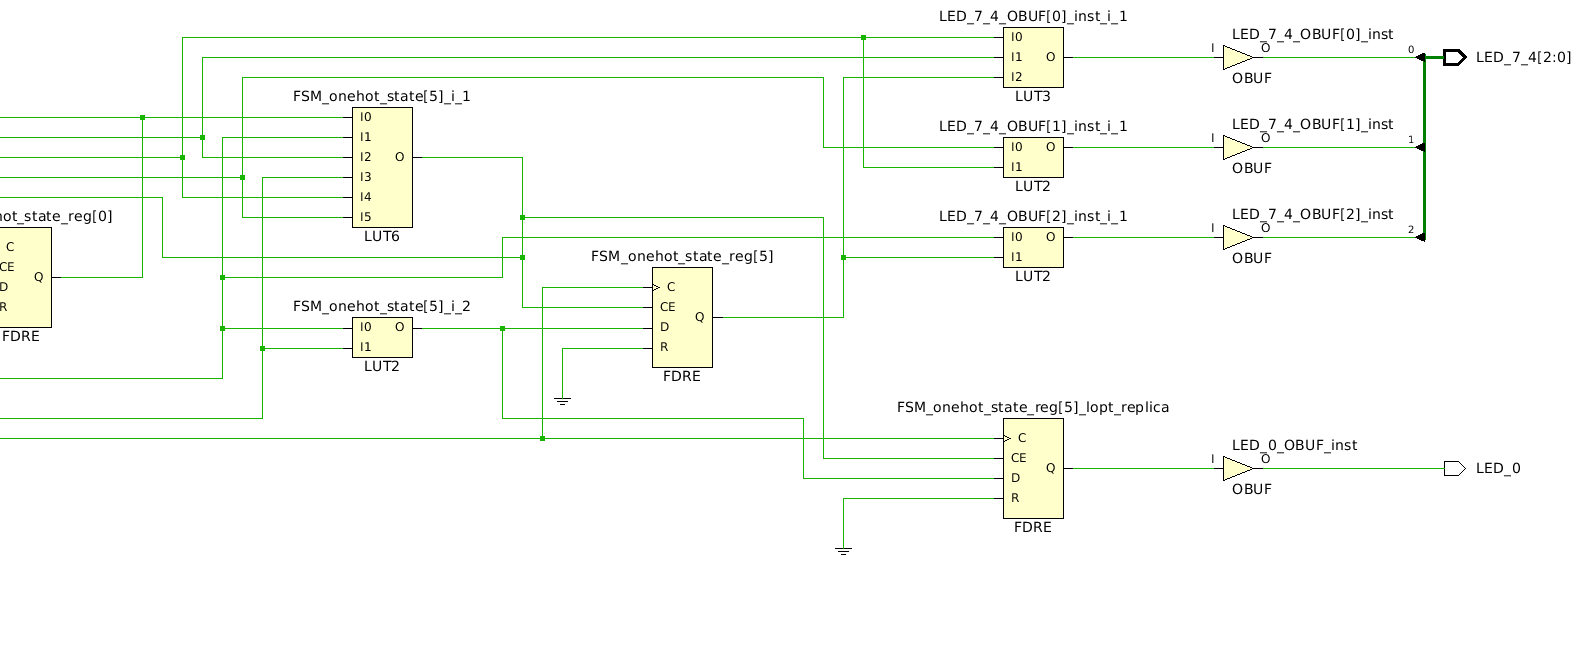 LED_7_4_OBUF[0]_inst_i_1
I0
I1 O
I2
LUT3
LED_7_4_OBUF[0]_inst
I O
OBUF
0
LED_7_4[2:0]
FSM_onehot_state[5]_i_1
I0
I1
I2 O
I3
I4
I5
LUT6
LED_7_4_OBUF[1]_inst_i_1
I0 O
I1
LUT2
LED_7_4_OBUF[1]_inst
I O
OBUF
1
hot_state_reg[0]
C
CE
D Q
R
FDRE
LED_7_4_OBUF[2]_inst_i_1
I0 O
I1
LUT2
LED_7_4_OBUF[2]_inst
I O
OBUF
2
FSM_onehot_state_reg[5]
C
CE
D Q
R
FDRE
FSM_onehot_state[5]_i_2
I0 O
I1
LUT2
FSM_onehot_state_reg[5]_lopt_replica
C
CE
D Q
R
FDRE
LED_0_OBUF_inst
I O
OBUF
LED_0